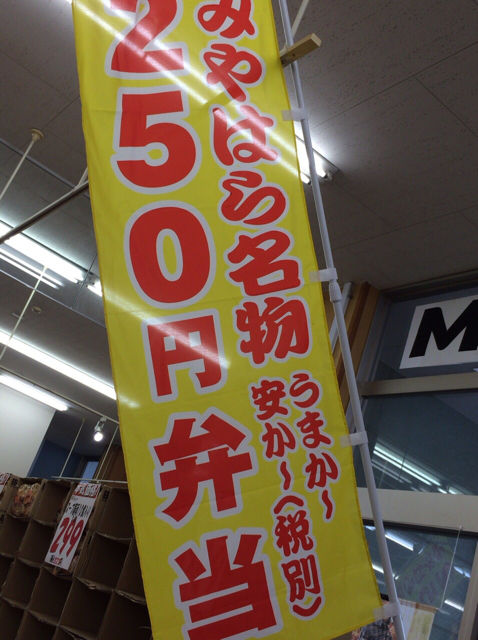 みやはら名物
250円弁当
うまか～
安か～(税別)
299
M